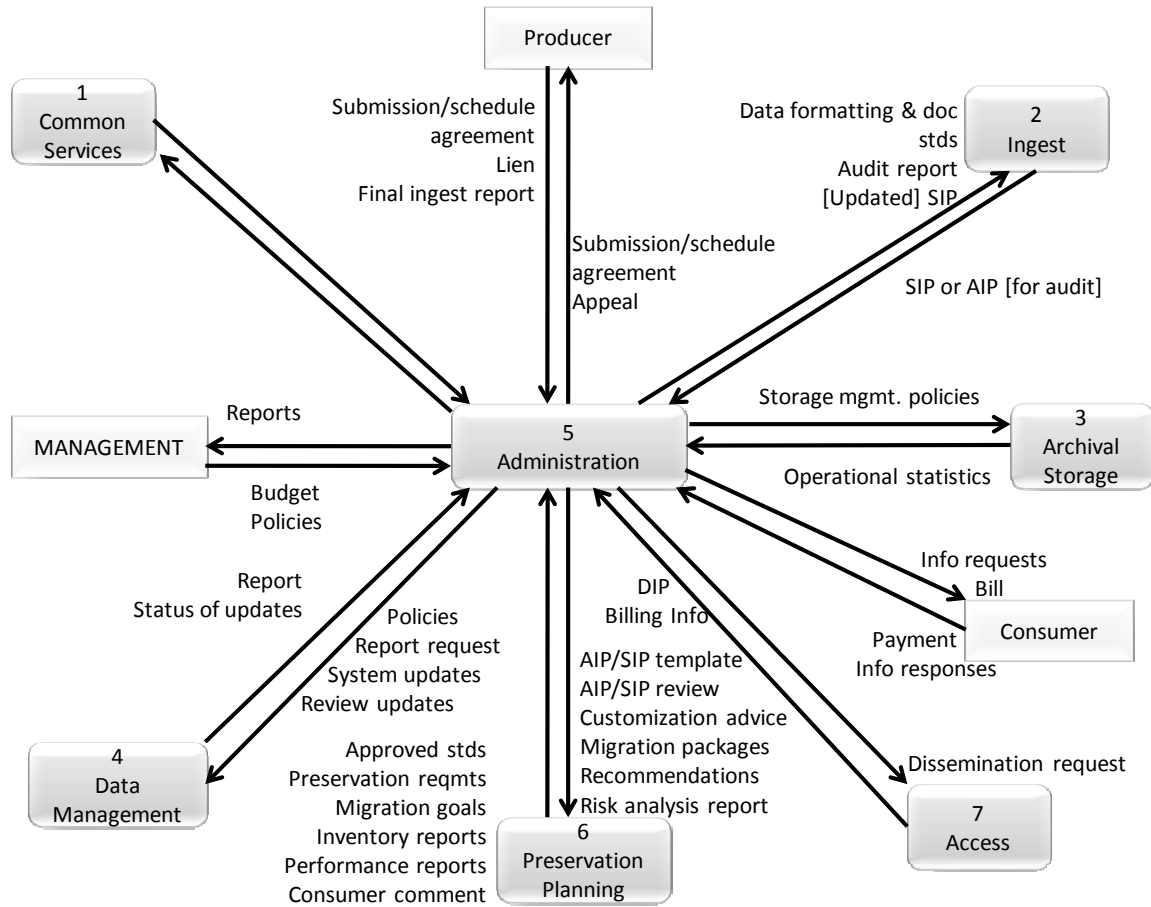 Producer
1
Common
Services
Submission/schedule
agreement
Lien
Final ingest report
Data formatting & doc
stds
Audit report
[Updated] SIP
2
Ingest
Submission/schedule
agreement
Appeal
SIP or AIP [for audit]
Reports
MANAGEMENT
Budget
Policies
5
Administration
Storage mgmt. policies
3
Archival
Storage
Operational statistics
Info requests
Bill
Consumer
Payment
Info responses
Report
Status of updates
Policies
Report request
System updates
Review updates
DIP
Billing Info
AIP/SIP template
AIP/SIP review
Customization advice
Migration packages
Recommendations
Risk analysis report
4
Data
Management
Approved stds
Preservation reqmts
Migration goals
Inventory reports
Performance reports
Consumer comment
6
Preservation
Planning
Dissemination request
7
Access